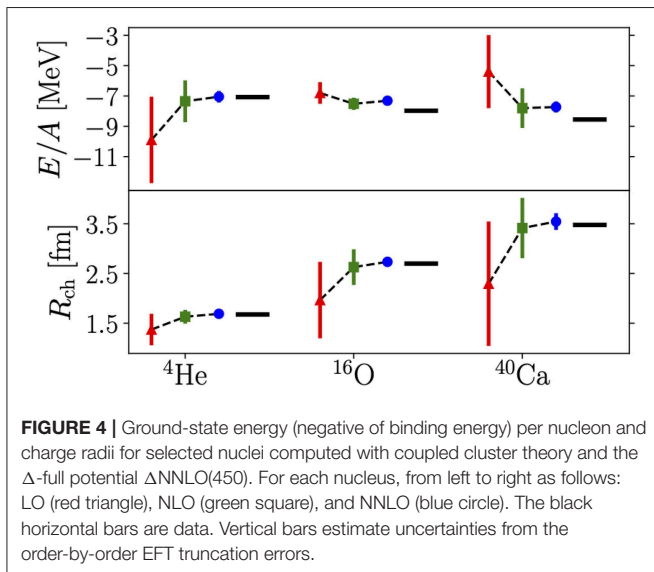 −3
−5
−7
−9
−11
E/A [MeV]
3.5
2.5
1.5
R_ch [fm]
⁴He ¹⁶O ⁴⁰Ca
FIGURE 4 | Ground-state energy (negative of binding energy) per nucleon and
charge radii for selected nuclei computed with coupled cluster theory and the
Δ-full potential ΔNNLO(450). For each nucleus, from left to right as follows:
LO (red triangle), NLO (green square), and NNLO (blue circle). The black
horizontal bars are data. Vertical bars estimate uncertainties from the
order-by-order EFT truncation errors.